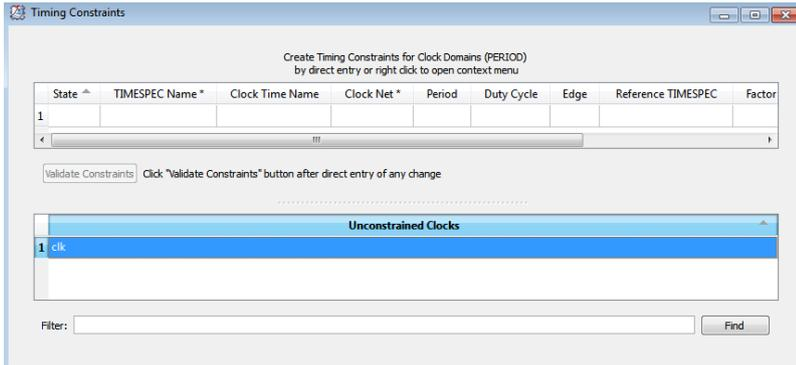 Timing Constraints
Create Timing Constraints for Clock Domains (PERIOD)
by direct entry or right click to open context menu
State TIMESPEC Name * Clock Time Name Clock Net * Period Duty Cycle Edge Reference TIMESPEC Factor
1
Validate Constraints Click "Validate Constraints" button after direct entry of any change
Unconstrained Clocks
1 clk
Filter: Find